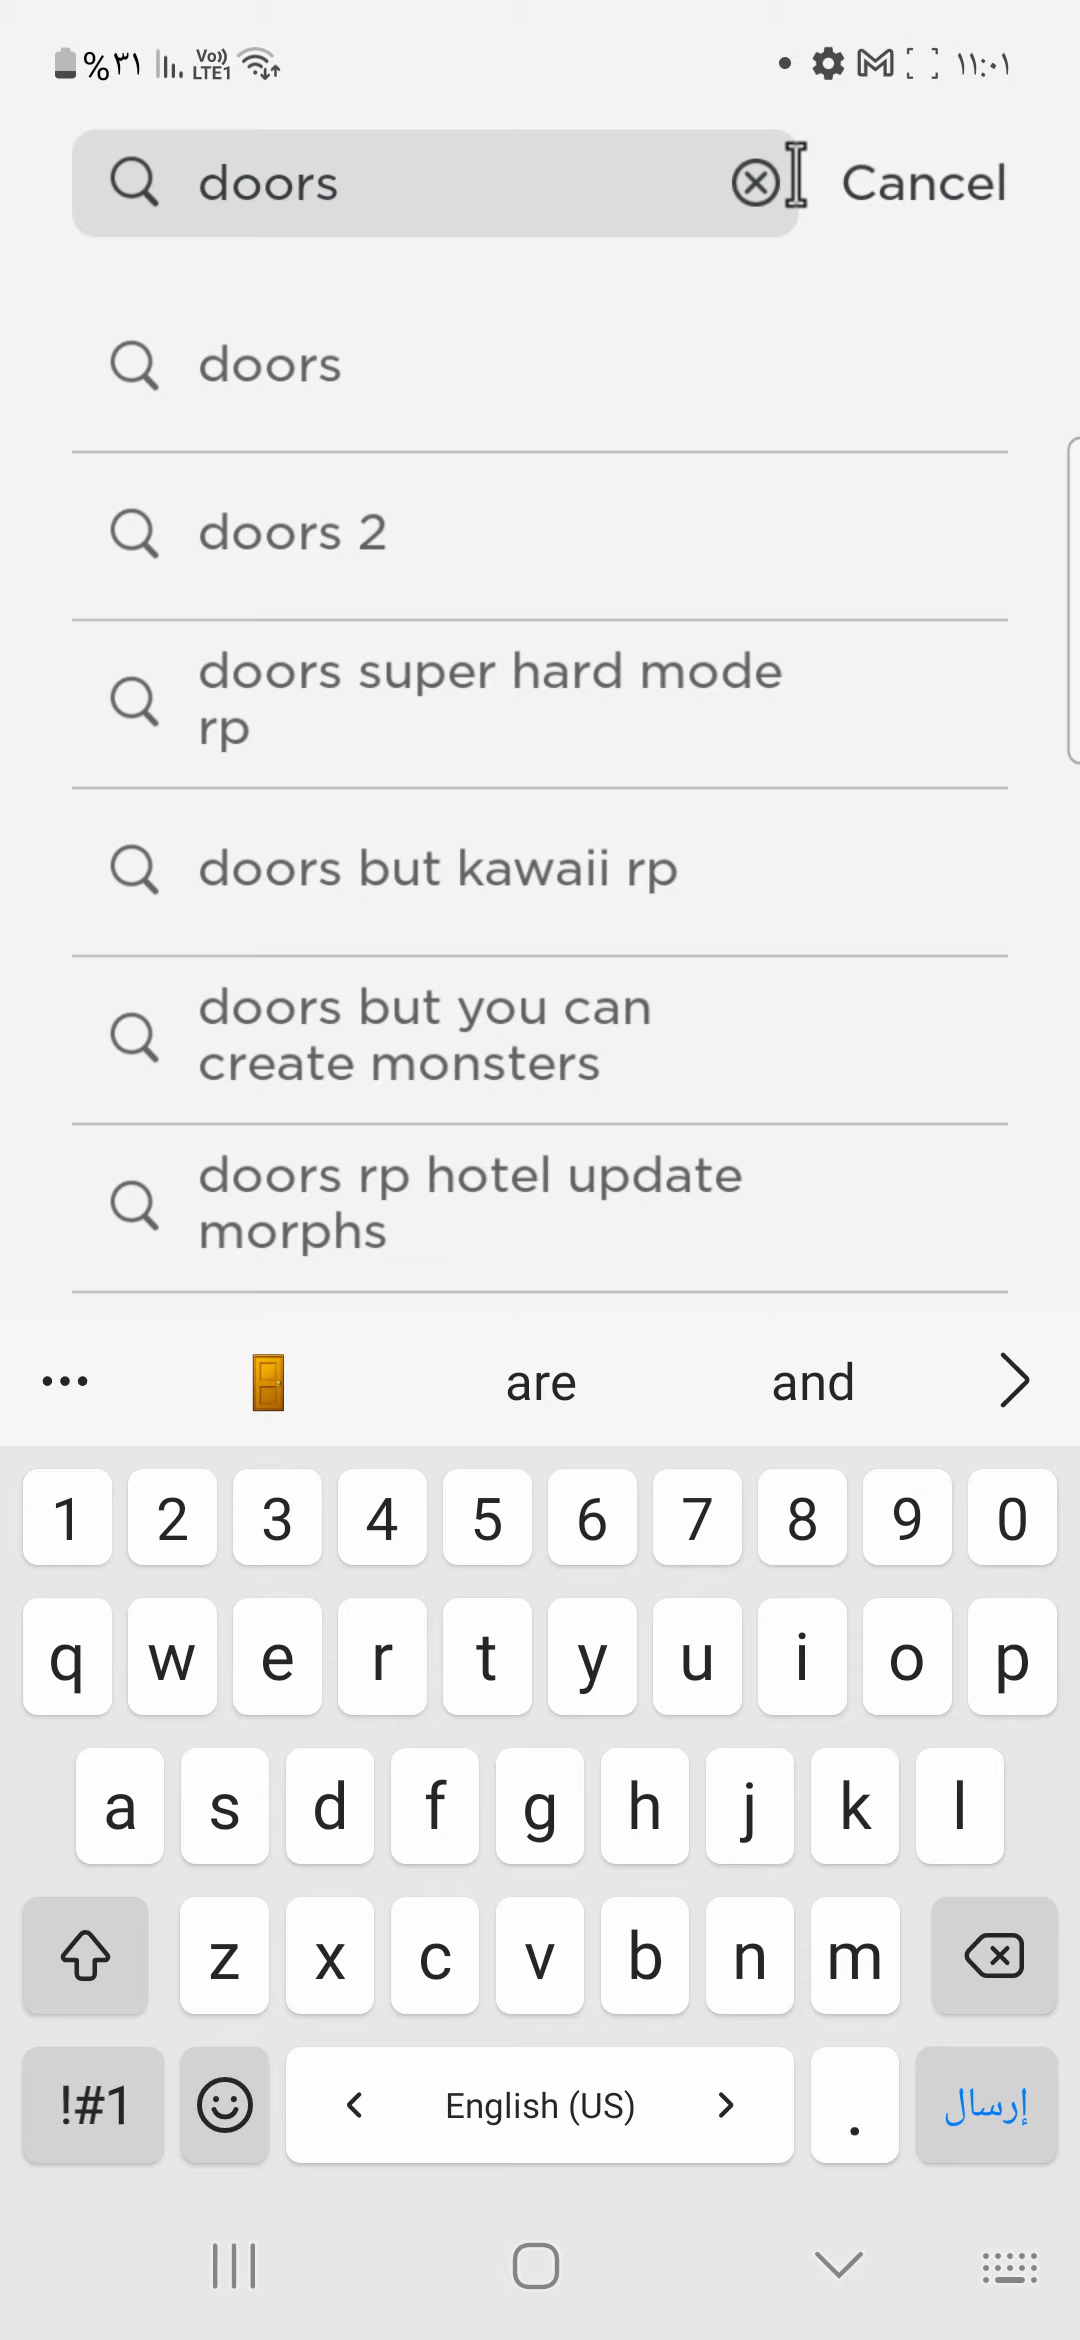 %٣١ Vo)) LTE1 ١١:٠١
doors Cancel
doors
doors 2
doors super hard mode
rp
doors but kawaii rp
doors but you can
create monsters
doors rp hotel update
morphs
are and
1 2 3 4 5 6 7 8 9 0
q w e r t y u i o p
a s d f g h j k l
z x c v b n m
!#1 English (US) . إرسال